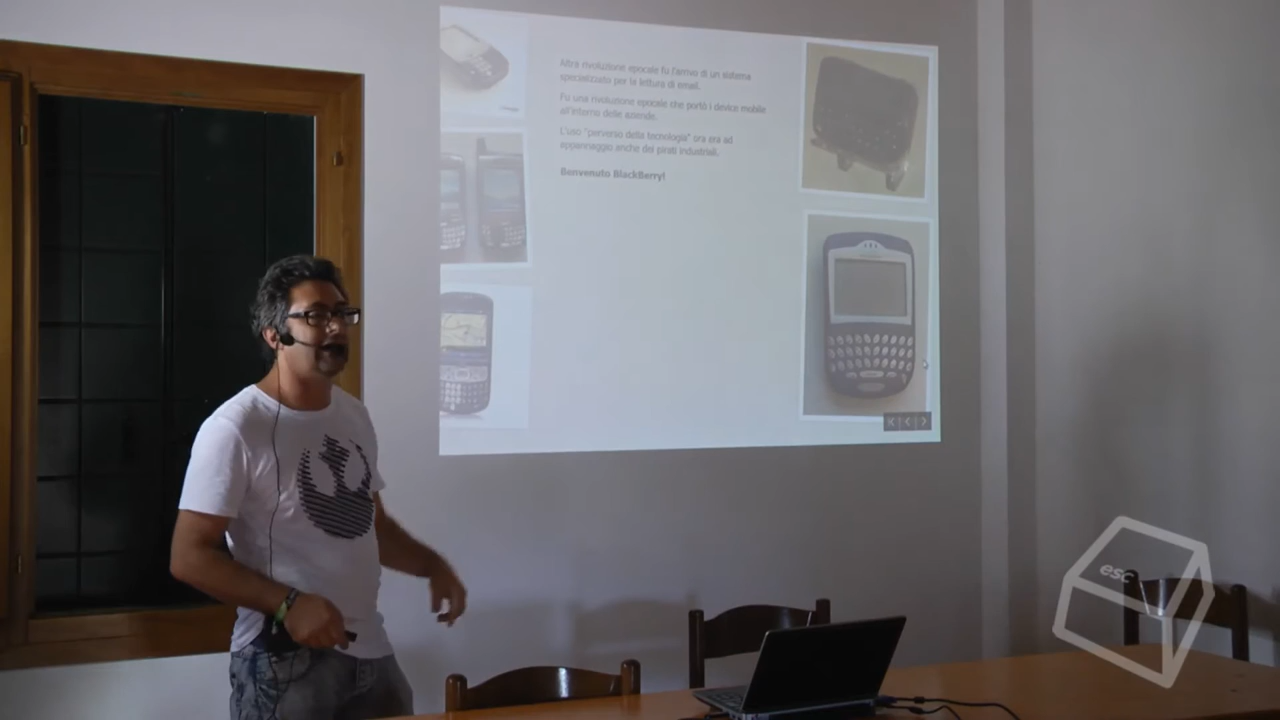 Altra rivoluzione epocale fu l'arrivo di un sistema
specializzato per la lettura di email.
Fu una rivoluzione epocale che portò i device mobile
all'interno delle aziende.
L'uso "perverso della tecnologia" ora era ad
appannaggio anche dei pirati industriali.
Benvenuto BlackBerry!
esc